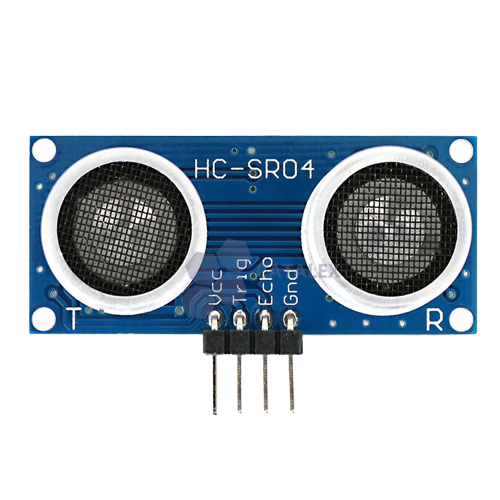 HC-SR04
Vcc
Trig
Echo
Gnd
T
R